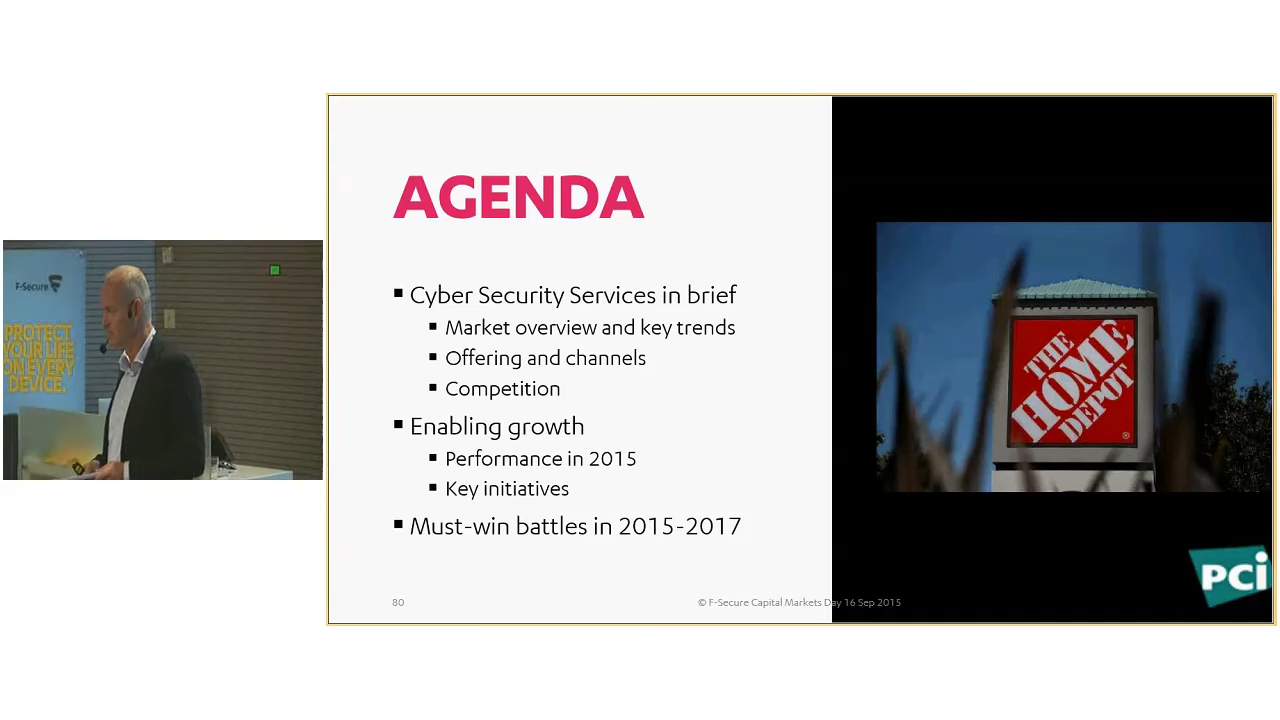 F-Secure
PROTECT
YOUR LIFE
ON EVERY
DEVICE.
AGENDA
Cyber Security Services in brief
Market overview and key trends
Offering and channels
Competition
Enabling growth
Performance in 2015
Key initiatives
Must-win battles in 2015-2017
80
© F-Secure Capital Markets Day 16 Sep 2015
THE
HOME
DEPOT
®
PCi